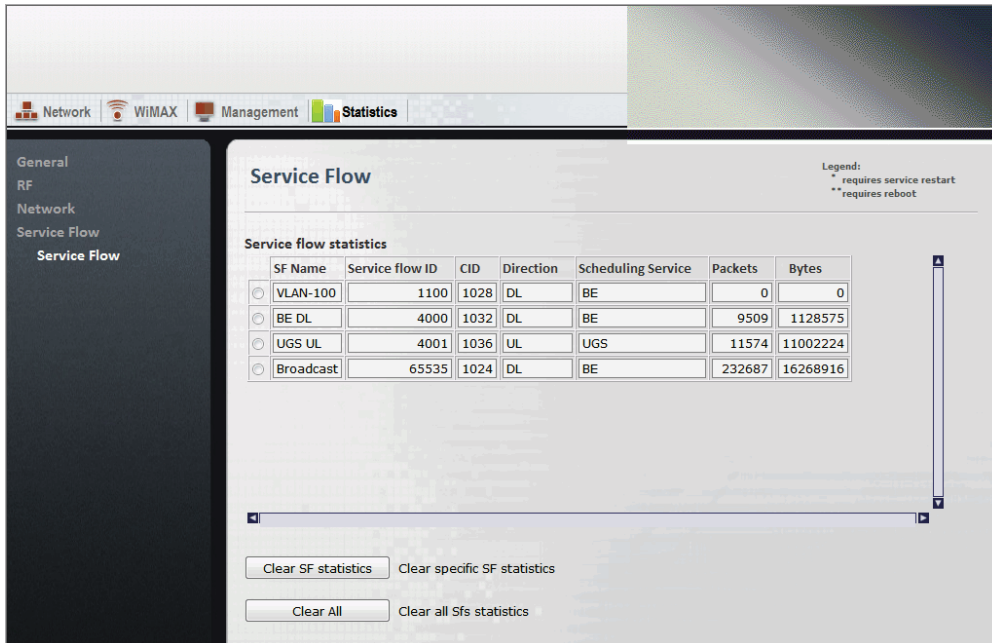 Network WiMAX Management Statistics
General
RF
Network
Service Flow
Service Flow
Service Flow
Legend:
* requires service restart
**requires reboot
Service flow statistics
SF Name Service flow ID CID Direction Scheduling Service Packets Bytes
VLAN-100 1100 1028 DL BE 0 0
BE DL 4000 1032 DL BE 9509 1128575
UGS UL 4001 1036 UL UGS 11574 11002224
Broadcast 65535 1024 DL BE 232687 16268916
Clear SF statistics Clear specific SF statistics
Clear All Clear all Sfs statistics